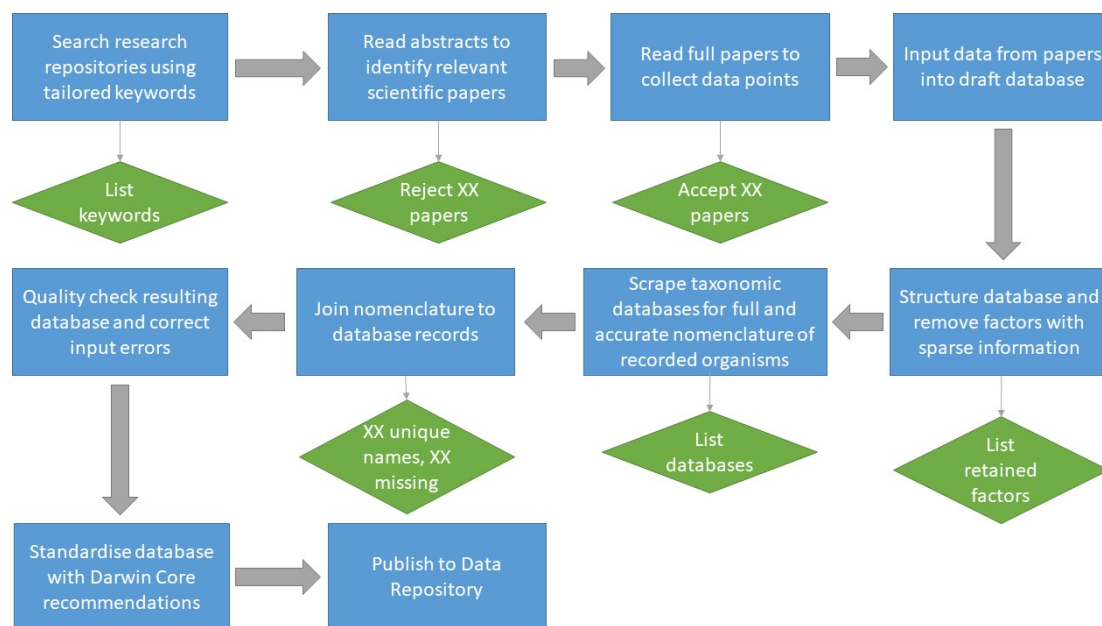 Search research
repositories using
tailored keywords
Read abstracts to
identify relevant
scientific papers
Read full papers to
collect data points
Input data from papers
into draft database
List
keywords
Reject XX
papers
Accept XX
papers
Quality check resulting
database and correct
input errors
Join nomenclature to
database records
Scrape taxonomic
databases for full and
accurate nomenclature of
recorded organisms
Structure database and
remove factors with
sparse information
XX unique
names, XX
missing
List
databases
List
retained
factors
Standardise database
with Darwin Core
recommendations
Publish to Data
Repository